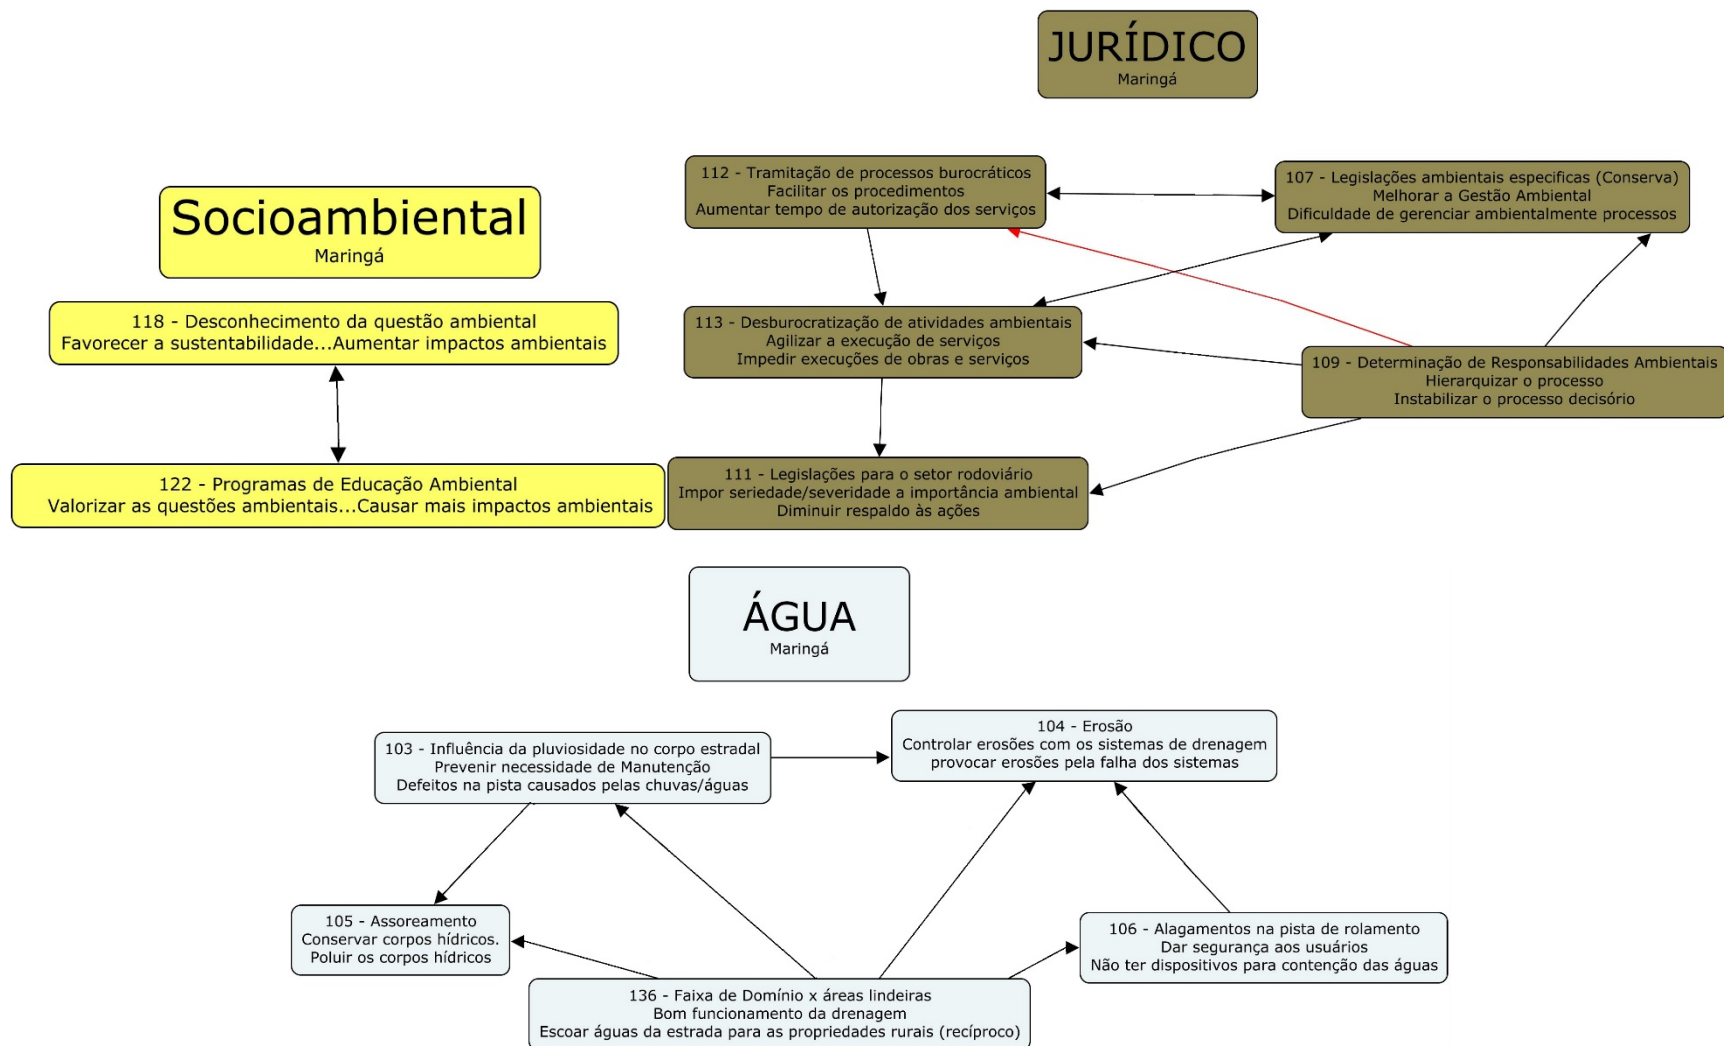 JURÍDICO
Maringá
112 - Tramitação de processos burocráticos
Facilitar os procedimentos
Aumentar tempo de autorização dos serviços
107 - Legislações ambientais especificas (Conserva)
Melhorar a Gestão Ambiental
Dificuldade de gerenciar ambientalmente processos
Socioambiental
Maringá
118 - Desconhecimento da questão ambiental
Favorecer a sustentabilidade...Aumentar impactos ambientais
113 - Desburocratização de atividades ambientais
Agilizar a execução de serviços
Impedir execuções de obras e serviços
109 - Determinação de Responsabilidades Ambientais
Hierarquizar o processo
Instabilizar o processo decisório
122 - Programas de Educação Ambiental
Valorizar as questões ambientais...Causar mais impactos ambientais
111 - Legislações para o setor rodoviário
Impor seriedade/severidade a importância ambiental
Diminuir respaldo às ações
ÁGUA
Maringá
103 - Influência da pluviosidade no corpo estradal
Prevenir necessidade de Manutenção
Defeitos na pista causados pelas chuvas/águas
104 - Erosão
Controlar erosões com os sistemas de drenagem
provocar erosões pela falha dos sistemas
105 - Assoreamento
Conservar corpos hídricos.
Poluir os corpos hídricos
106 - Alagamentos na pista de rolamento
Dar segurança aos usuários
Não ter dispositivos para contenção das águas
136 - Faixa de Domínio x áreas lindeiras
Bom funcionamento da drenagem
Escoar águas da estrada para as propriedades rurais (recíproco)